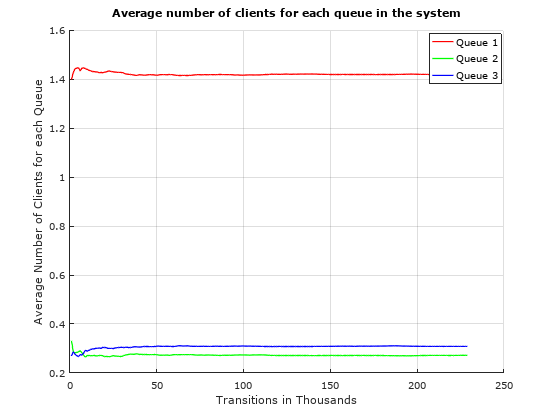 Average number of clients for each queue in the system
Queue 1
Queue 2
Queue 3
Average Number of Clients for each Queue
1.6
1.4
1.2
1
0.8
0.6
0.4
0.2
0 50 100 150 200 250
Transitions in Thousands